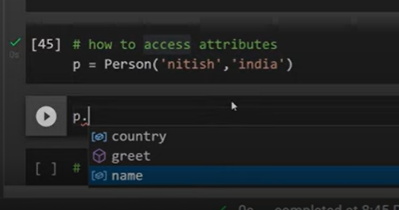 [45] # how to access attributes
p = Person('nitish','india')
p.
country
greet
name
[ ] #